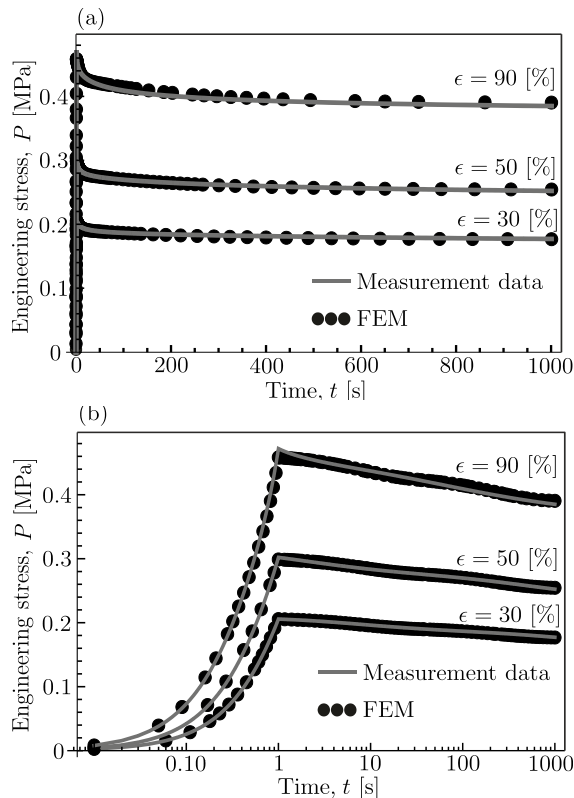 (a)
Engineering stress, P [MPa]
0.4
0.3
0.2
0.1
0
ϵ = 90 [%]
ϵ = 50 [%]
ϵ = 30 [%]
Measurement data
FEM
0 200 400 600 800 1000
Time, t [s]
(b)
Engineering stress, P [MPa]
0.4
0.3
0.2
0.1
0
ϵ = 90 [%]
ϵ = 50 [%]
ϵ = 30 [%]
Measurement data
FEM
0.10 1 10 100 1000
Time, t [s]